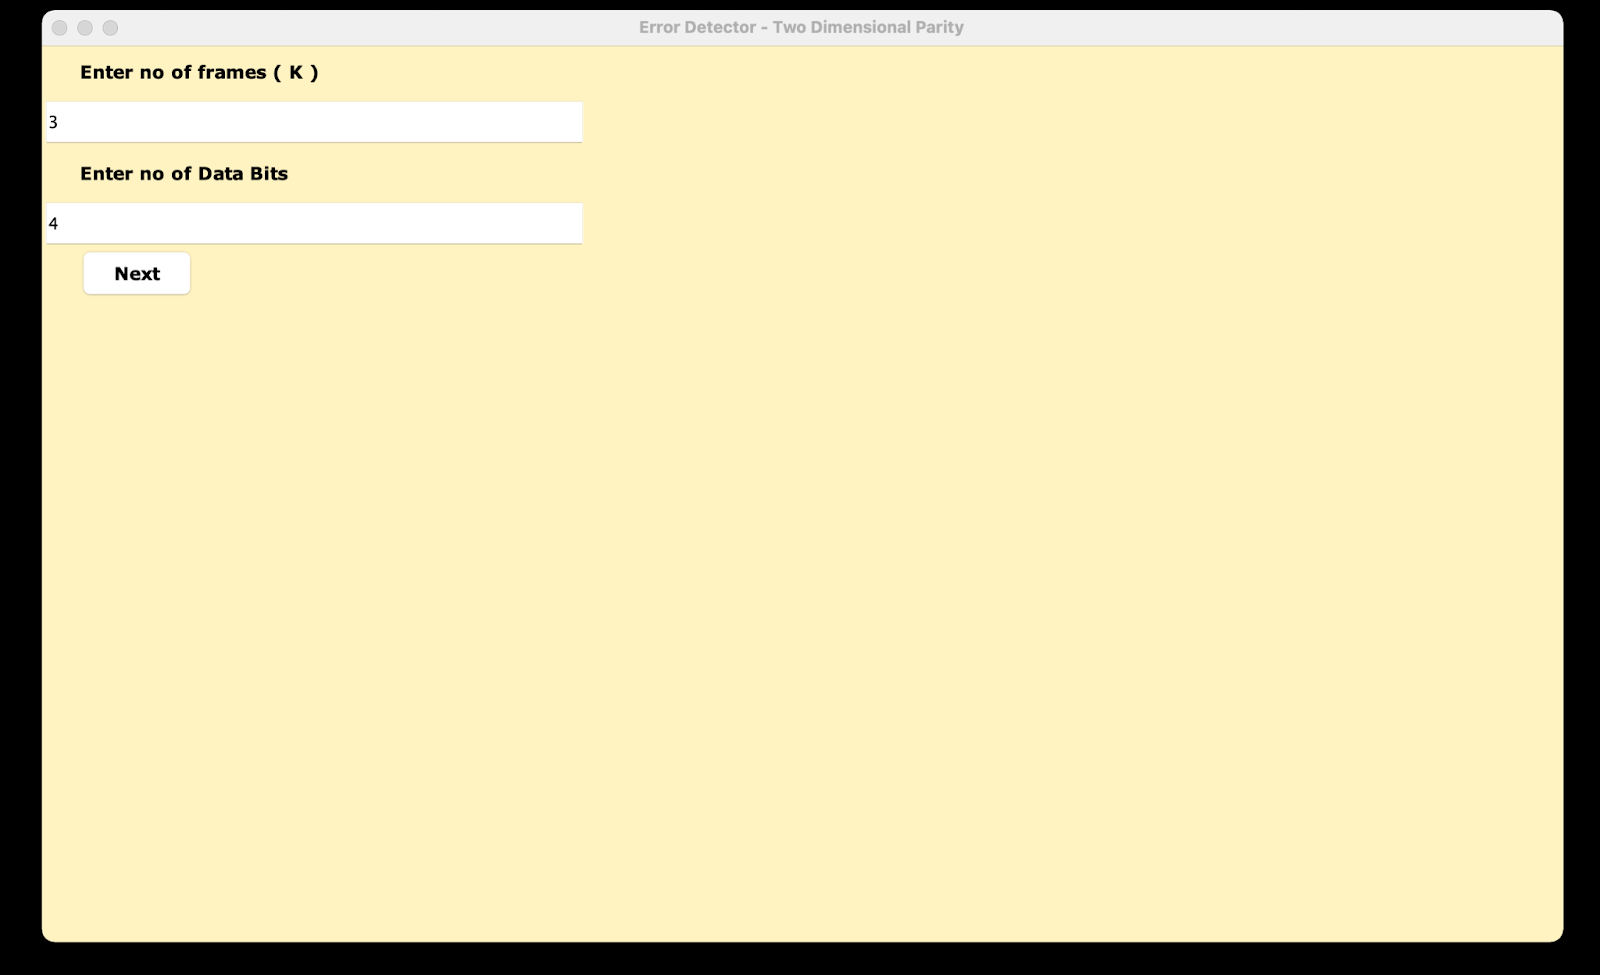 Error Detector - Two Dimensional Parity
Enter no of frames ( K )
3
Enter no of Data Bits
4
Next